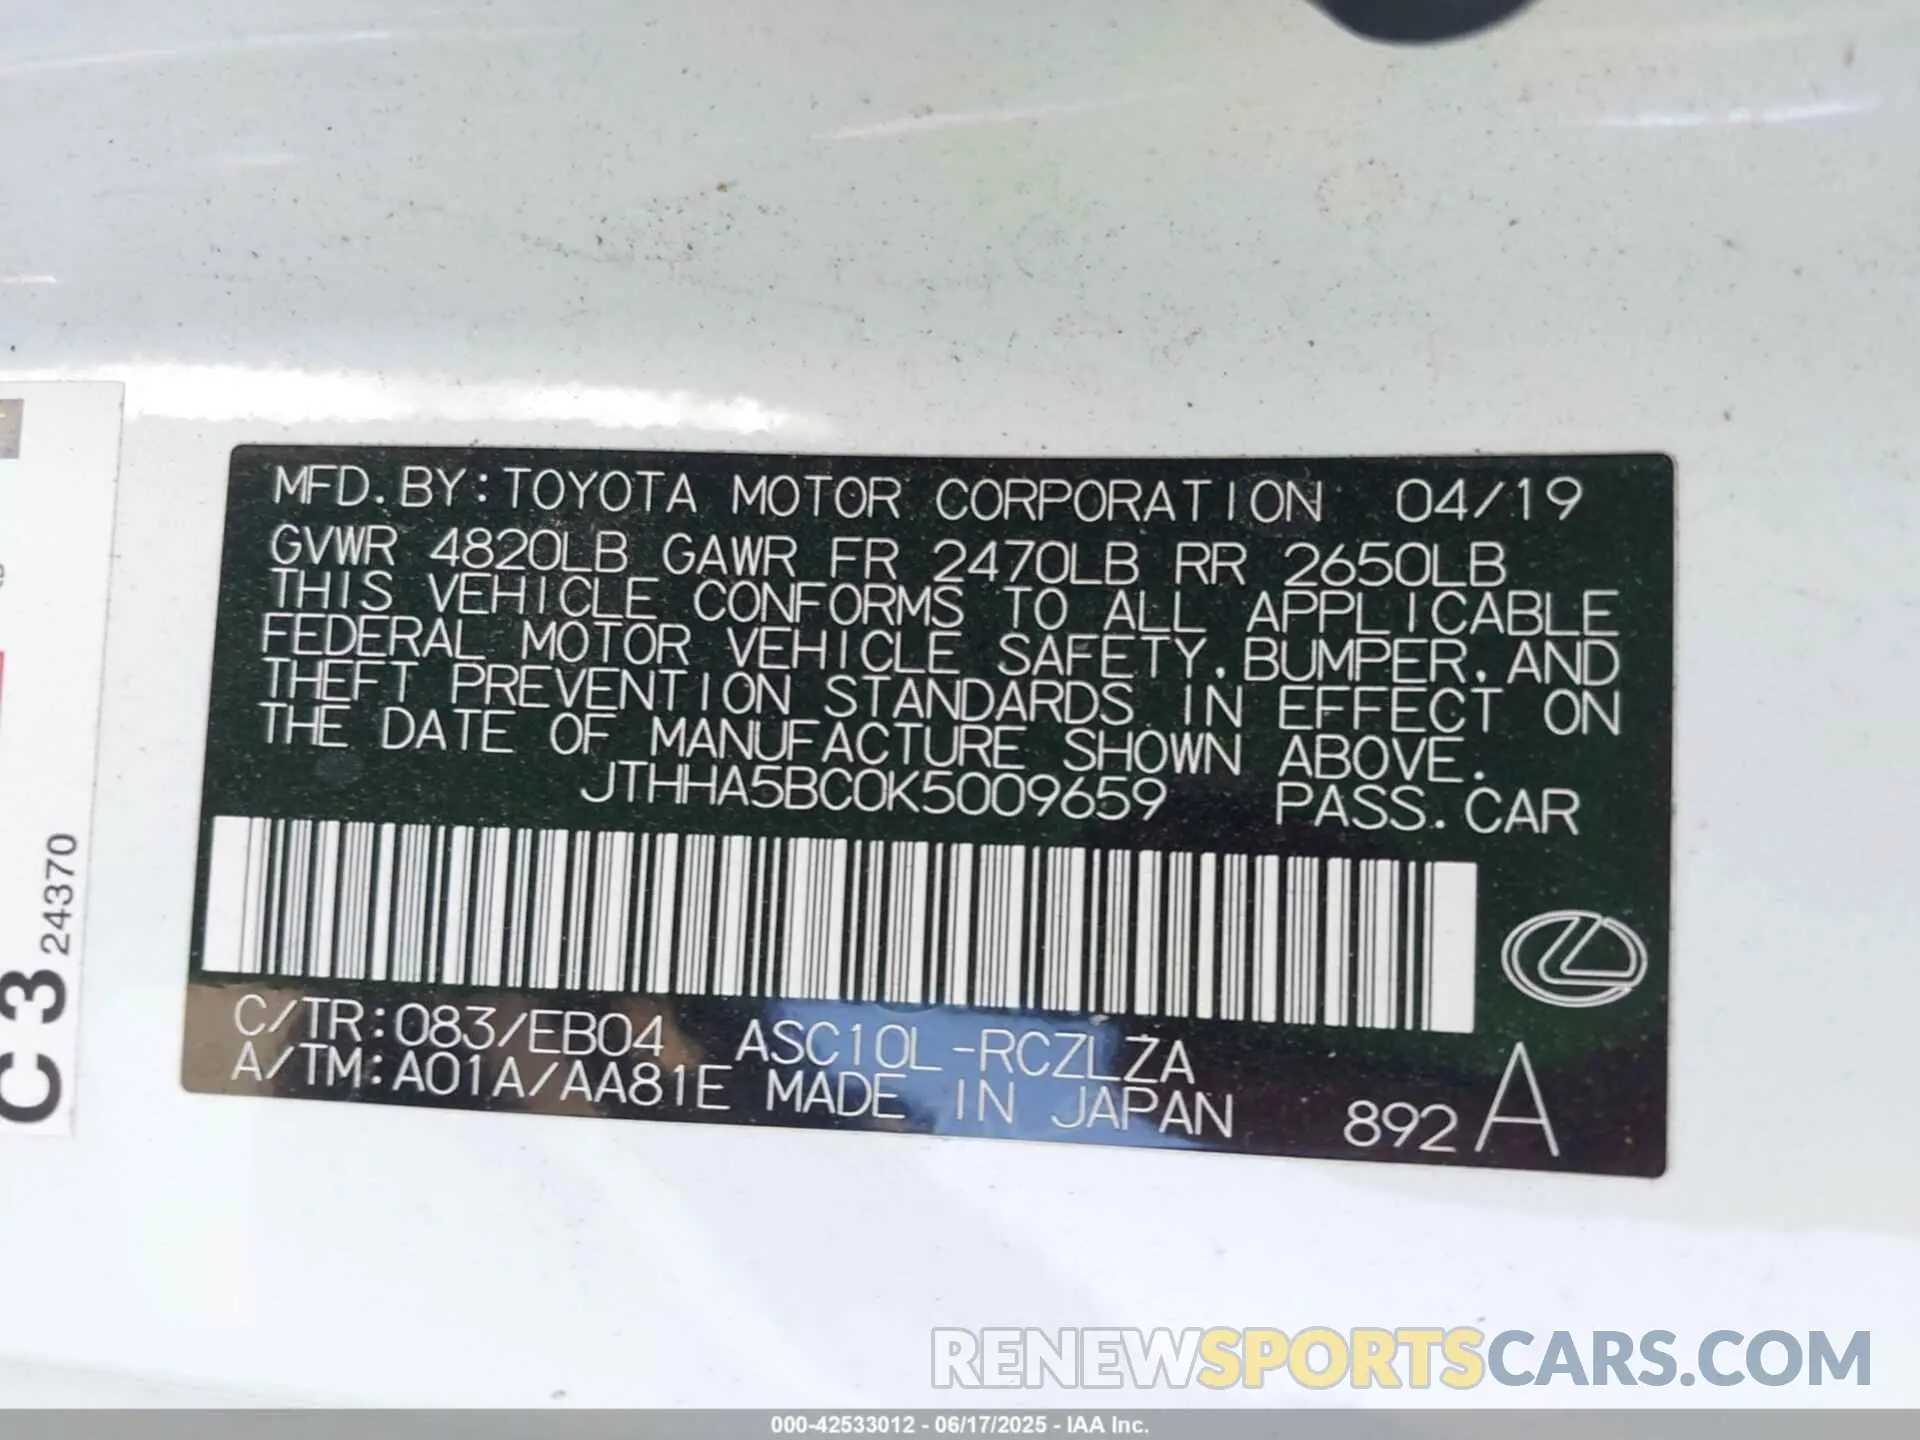 MFD.BY:TOYOTA MOTOR CORPORATION 04/19
GVWR 4820LB GAWR FR 2470LB RR 2650LB
THIS VEHICLE CONFORMS TO ALL APPLICABLE
FEDERAL MOTOR VEHICLE SAFETY,BUMPER,AND
THEFT PREVENTION STANDARDS IN EFFECT ON
THE DATE OF MANUFACTURE SHOWN ABOVE.
JTHHA5BC0K5009659 PASS.CAR
C/TR:083/EB04 ASC10L-RCZLZA
A/TM:A01A/AA81E MADE IN JAPAN 892 A
C 3 24370
RENEWSPORTSCARS.COM
000-42533012 - 06/17/2025 - IAA Inc.